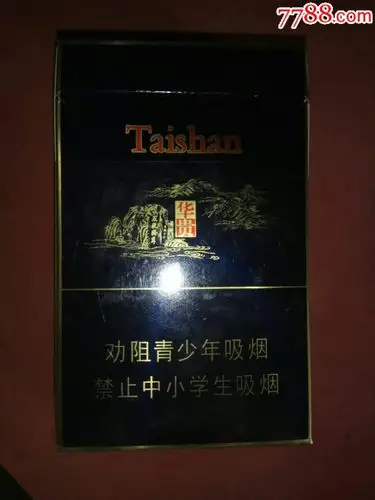 7788.com
Taishan
华贵
劝阻青少年吸烟
禁止中小学生吸烟